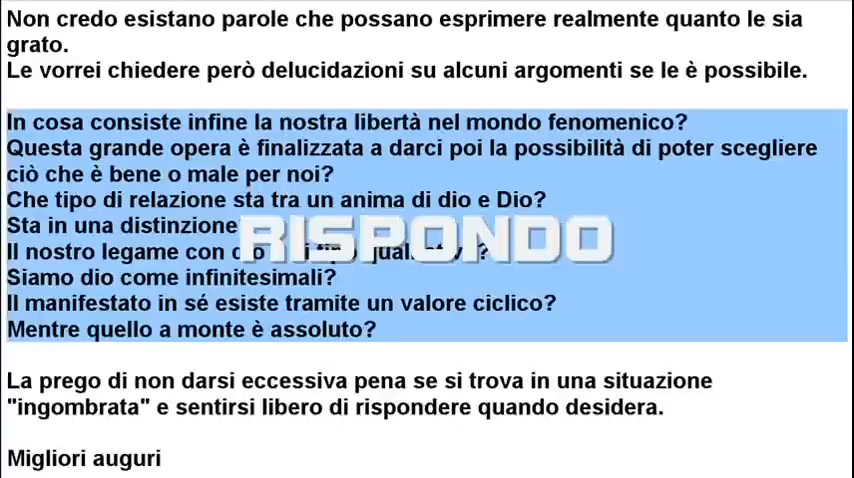 Non credo esistano parole che possano esprimere realmente quanto le sia
grato.
Le vorrei chiedere però delucidazioni su alcuni argomenti se le è possibile.
In cosa consiste infine la nostra libertà nel mondo fenomenico?
Questa grande opera è finalizzata a darci poi la possibilità di poter scegliere
ciò che è bene o male per noi?
Che tipo di relazione sta tra un anima di dio e Dio?
Sta in una distinzione
RISPONDO
Il nostro legame con
Siamo dio come infinitesimali?
Il manifestato in sé esiste tramite un valore ciclico?
Mentre quello a monte è assoluto?
La prego di non darsi eccessiva pena se si trova in una situazione
"ingombrata" e sentirsi libero di rispondere quando desidera.
Migliori auguri